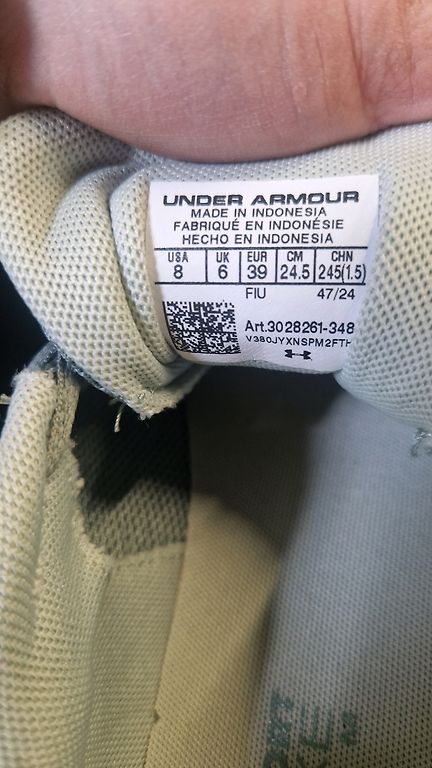 UNDER ARMOUR
MADE IN INDONESIA
FABRIQUÉ EN INDONÉSIE
HECHO EN INDONESIA
USA UK EUR CM CHN
8 6 39 24.5 245(1.5)
FIU 47/24
Art.3028261-348
V380JYXNSPM2FTH